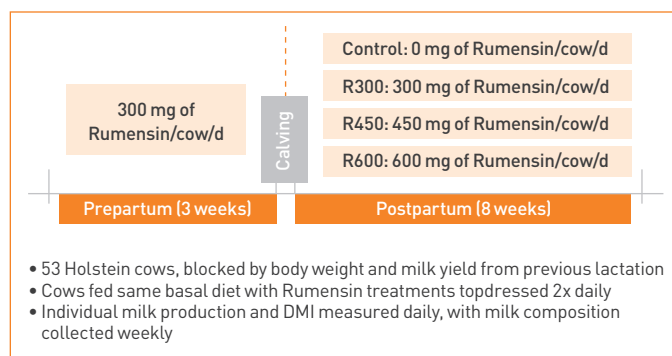 300 mg of
Rumensin/cow/d
Calving
Control: 0 mg of Rumensin/cow/d
R300: 300 mg of Rumensin/cow/d
R450: 450 mg of Rumensin/cow/d
R600: 600 mg of Rumensin/cow/d
Prepartum (3 weeks)
Postpartum (8 weeks)
• 53 Holstein cows, blocked by body weight and milk yield from previous lactation
• Cows fed same basal diet with Rumensin treatments topdressed 2x daily
• Individual milk production and DMI measured daily, with milk composition
collected weekly